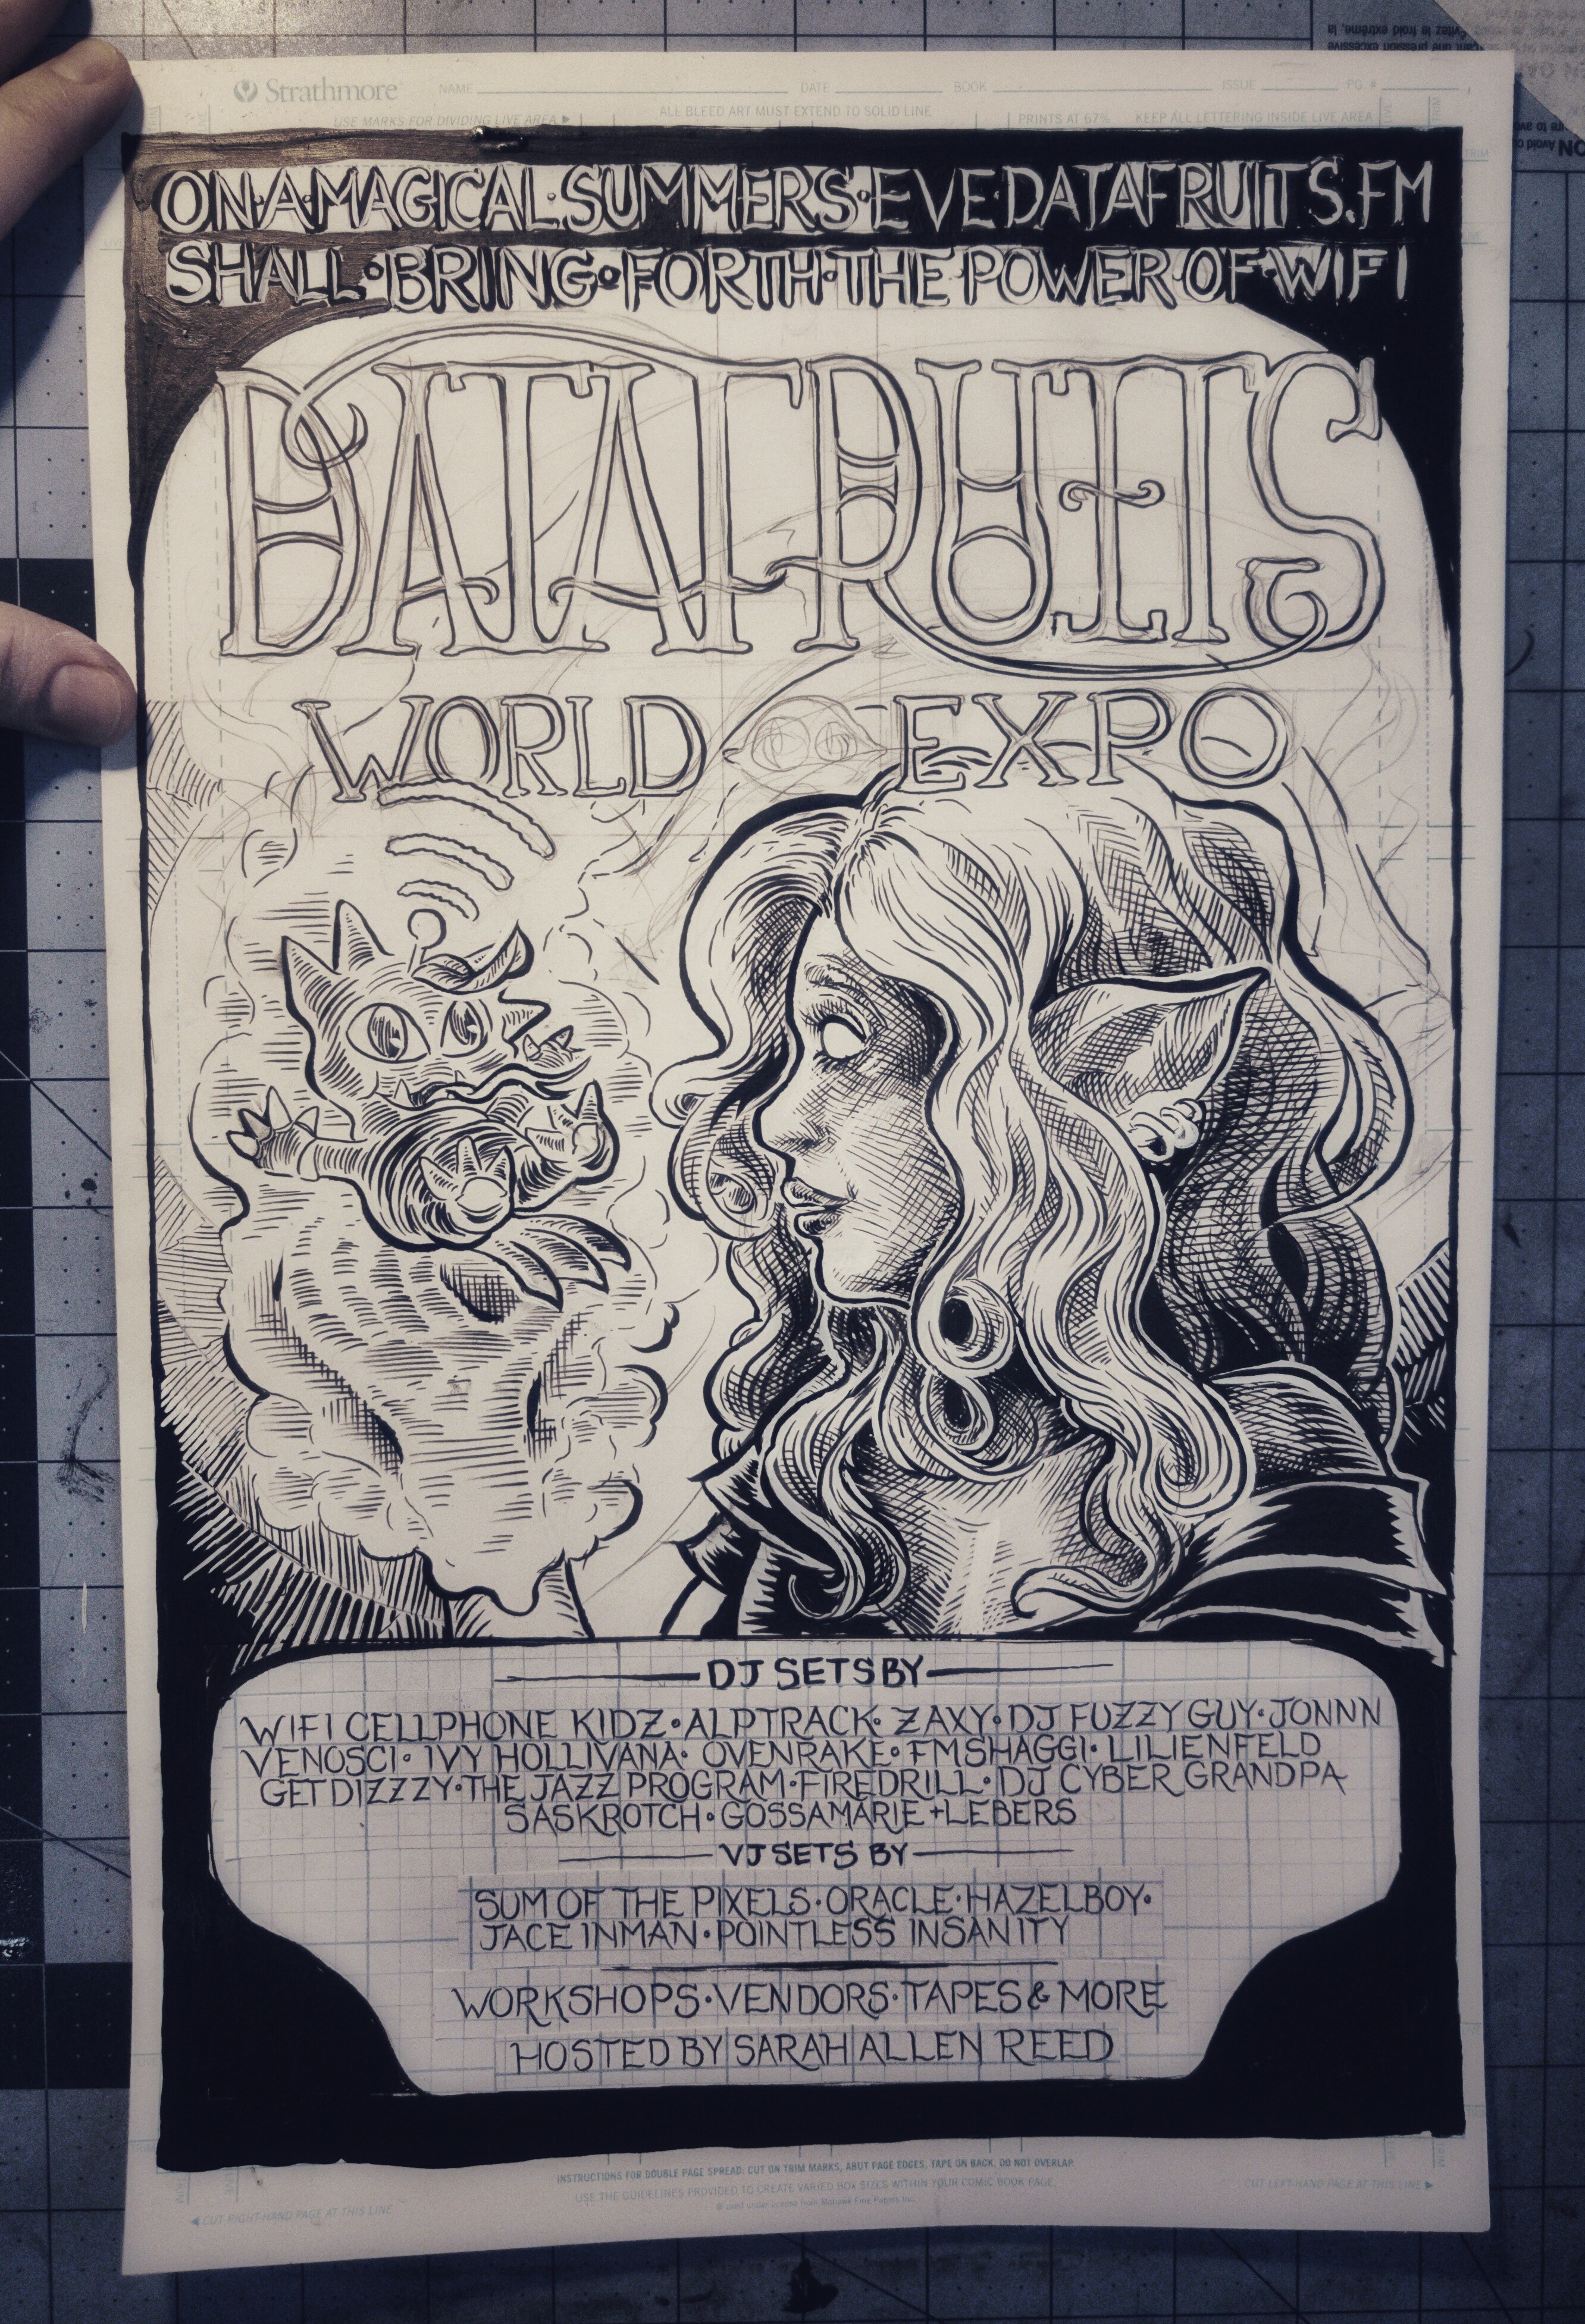 Strathmore
NAME DATE BOOK ISSUE PG. #
USE MARKS FOR DIVIDING LIVE AREA ▶ ALL BLEED ART MUST EXTEND TO SOLID LINE PRINTS AT 67% KEEP ALL LETTERING INSIDE LIVE AREA
TRIM
ON·A·MAGICAL·SUMMERS·EVE·DATAFRUITS.FM
SHALL·BRING·FORTH·THE·POWER·OF·WIFI
DATAFRUITS
WORLD EXPO
DJ SETS BY
WIFI CELLPHONE KIDZ·ALPTRACK·ZAXY·DJ FUZZY GUY·JONNN
VENOSCI·IVY HOLLIVANA·OVENRAKE·FMSHAGGI·LILIENFELD
GETDIZZZY·THE JAZZ PROGRAM·FIREDRILL·DJ CYBER GRANDPA
SASKROTCH·GOSSAMARIE+LEBERS
VJ SETS BY
SUM OF THE PIXELS·ORACLE·HAZELBOY·
JACE INMAN·POINTLESS INSANITY
WORKSHOPS·VENDORS·TAPES & MORE
HOSTED BY SARAH ALLEN REED
INSTRUCTIONS FOR DOUBLE PAGE SPREAD: CUT ON TRIM MARKS, ABUT PAGE EDGES, TAPE ON BACK. DO NOT OVERLAP.
USE THE GUIDELINES PROVIDED TO CREATE VARIED BOX SIZES WITHIN YOUR COMIC BOOK PAGE.
◀ CUT RIGHT-HAND PAGE AT THIS LINE CUT LEFT-HAND PAGE AT THIS LINE ▶